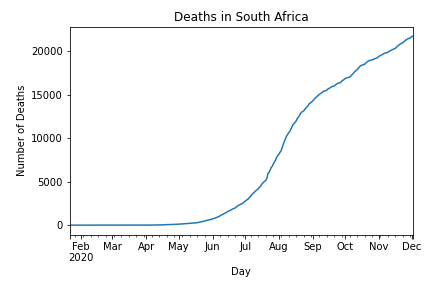 Deaths in South Africa
Number of Deaths
20000
15000
10000
5000
0
Feb Mar Apr May Jun Jul Aug Sep Oct Nov Dec
2020
Day